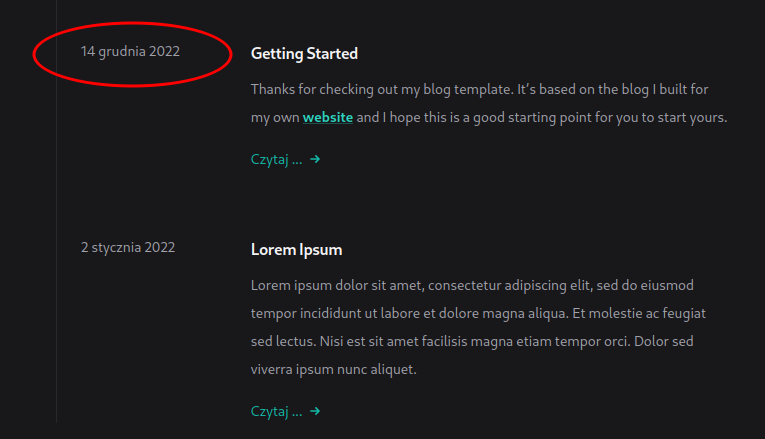 14 grudnia 2022
Getting Started
Thanks for checking out my blog template. It’s based on the blog I built for
my own website and I hope this is a good starting point for you to start yours.
Czytaj ... →
2 stycznia 2022
Lorem Ipsum
Lorem ipsum dolor sit amet, consectetur adipiscing elit, sed do eiusmod
tempor incididunt ut labore et dolore magna aliqua. Et molestie ac feugiat
sed lectus. Nisi est sit amet facilisis magna etiam tempor orci. Dolor sed
viverra ipsum nunc aliquet.
Czytaj ... →